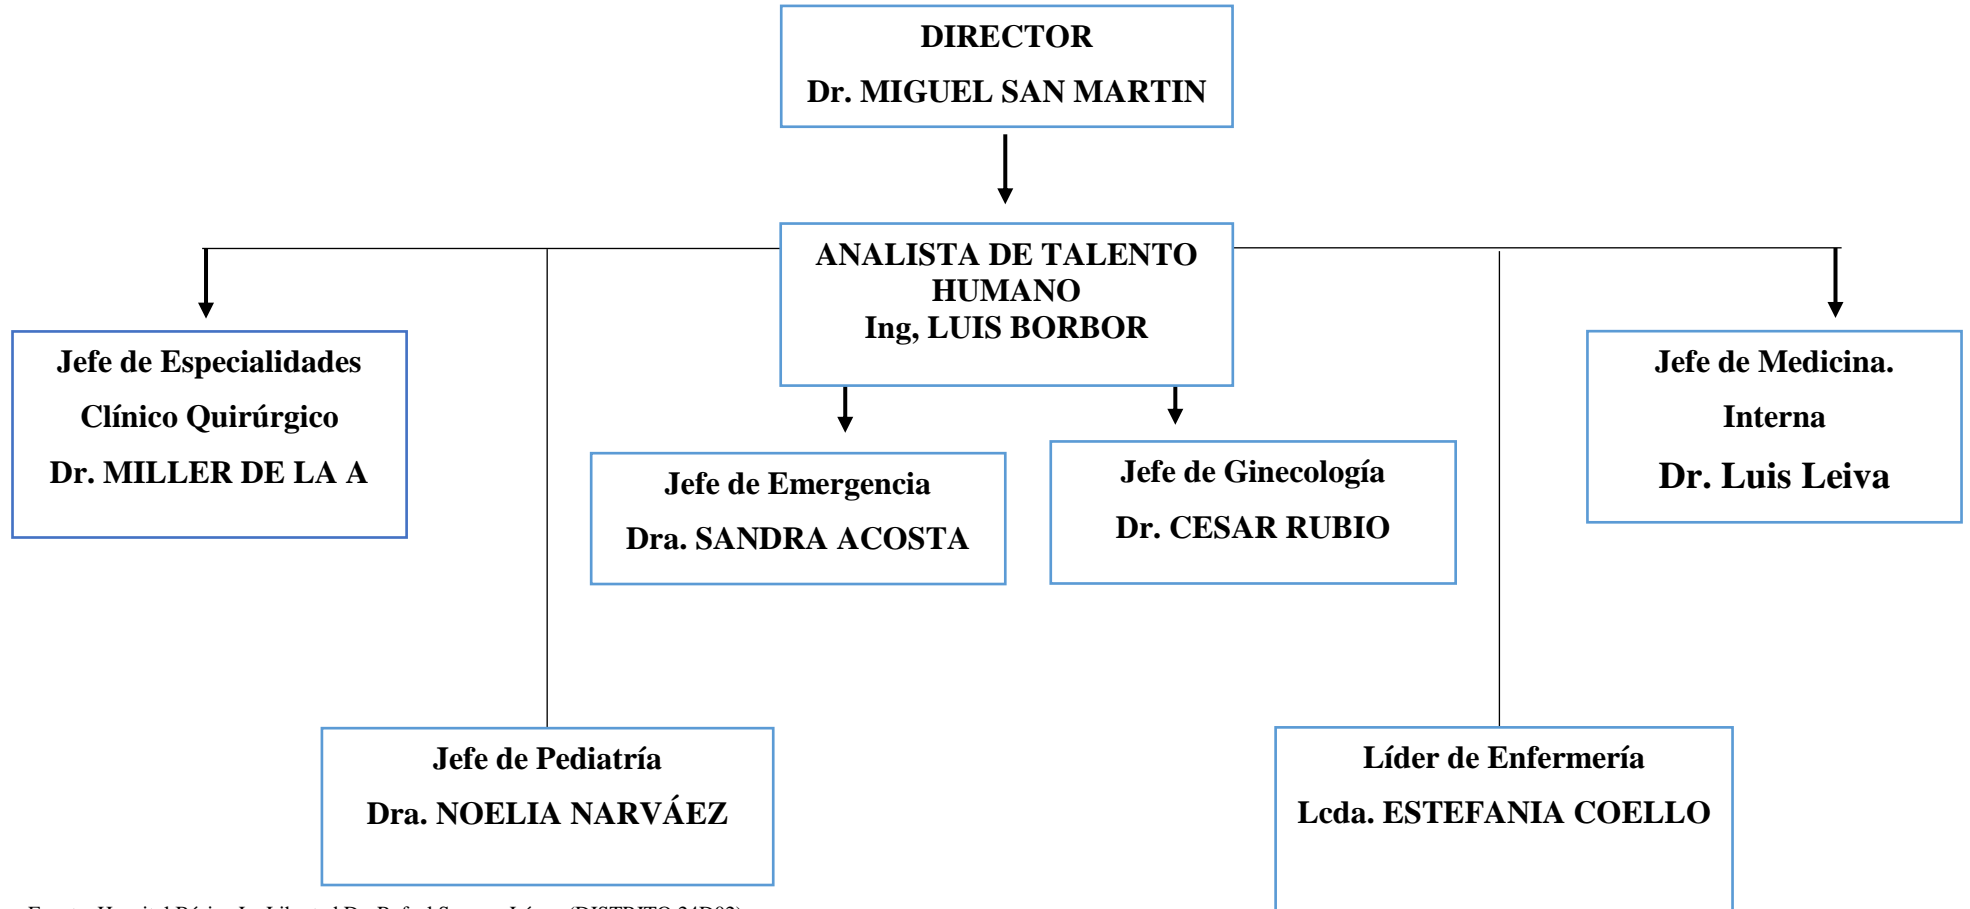 DIRECTOR
Dr. MIGUEL SAN MARTIN
ANALISTA DE TALENTO
HUMANO
Ing, LUIS BORBOR
Jefe de Especialidades
Clínico Quirúrgico
Dr. MILLER DE LA A
Jefe de Emergencia
Dra. SANDRA ACOSTA
Jefe de Ginecología
Dr. CESAR RUBIO
Jefe de Medicina.
Interna
Dr. Luis Leiva
Jefe de Pediatría
Dra. NOELIA NARVÁEZ
Líder de Enfermería
Lcda. ESTEFANIA COELLO